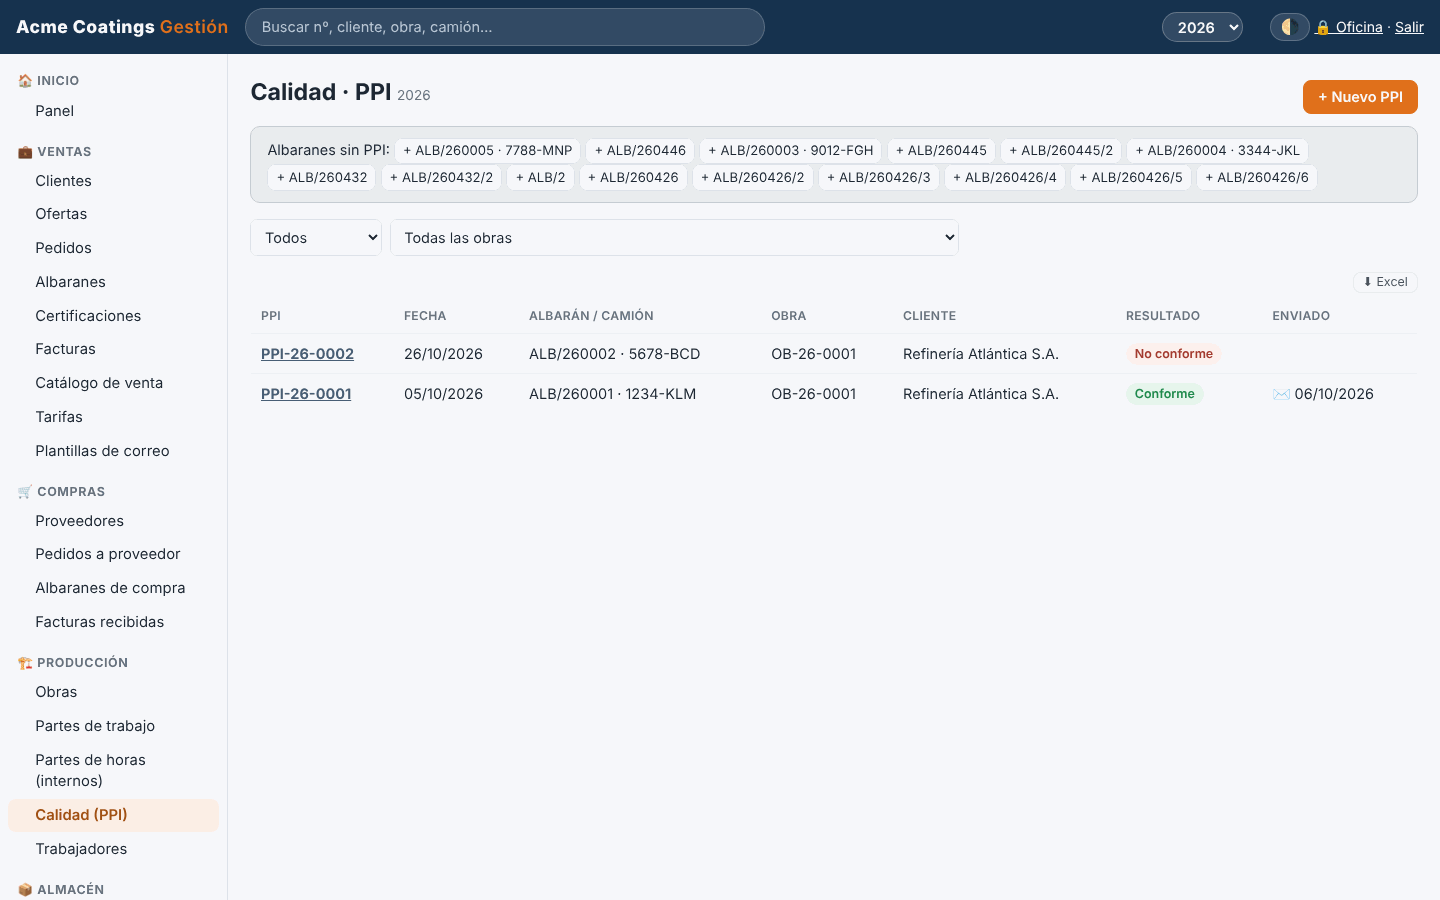 Acme Coatings Gestión
Buscar nº, cliente, obra, camión...
2026
🔒 Oficina · Salir
🏠 INICIO
Panel
💼 VENTAS
Clientes
Ofertas
Pedidos
Albaranes
Certificaciones
Facturas
Catálogo de venta
Tarifas
Plantillas de correo
🛒 COMPRAS
Proveedores
Pedidos a proveedor
Albaranes de compra
Facturas recibidas
🏗️ PRODUCCIÓN
Obras
Partes de trabajo
Partes de horas
(internos)
Calidad (PPI)
Trabajadores
📦 ALMACÉN
Calidad · PPI 2026
+ Nuevo PPI
Albaranes sin PPI: + ALB/260005 · 7788-MNP + ALB/260446 + ALB/260003 · 9012-FGH + ALB/260445 + ALB/260445/2 + ALB/260004 · 3344-JKL
+ ALB/260432 + ALB/260432/2 + ALB/2 + ALB/260426 + ALB/260426/2 + ALB/260426/3 + ALB/260426/4 + ALB/260426/5 + ALB/260426/6
Todos Todas las obras
⬇ Excel
PPI FECHA ALBARÁN / CAMIÓN OBRA CLIENTE RESULTADO ENVIADO
PPI-26-0002 26/10/2026 ALB/260002 · 5678-BCD OB-26-0001 Refinería Atlántica S.A. No conforme
PPI-26-0001 05/10/2026 ALB/260001 · 1234-KLM OB-26-0001 Refinería Atlántica S.A. Conforme ✉️ 06/10/2026